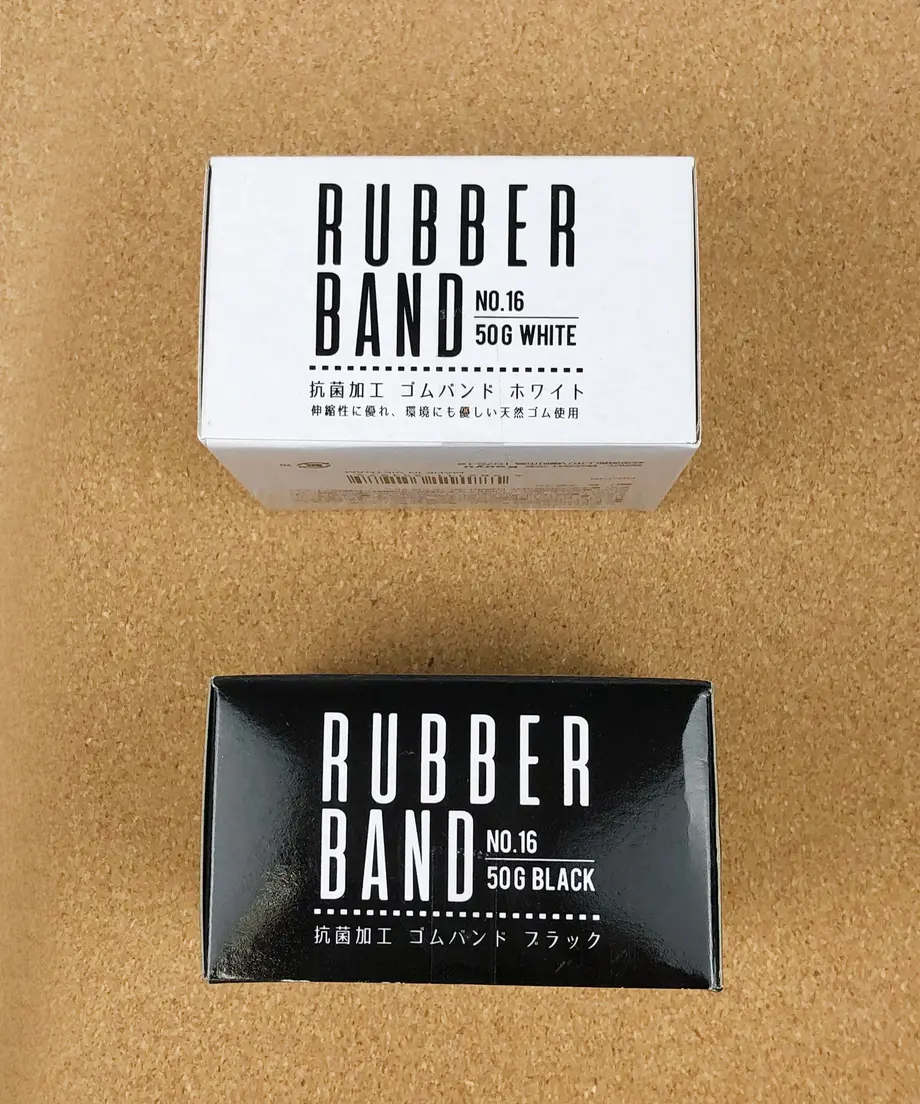 RUBBER
BAND
NO.16
50G WHITE
抗菌加工 ゴムバンド ホワイト
伸縮性に優れ、環境にも優しい天然ゴム使用
RUBBER
BAND
NO.16
50G BLACK
抗菌加工 ゴムバンド ブラック